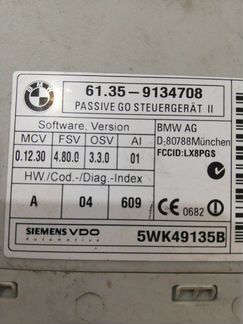 BMW
61.35-9134708
PASSIVE GO STEUERGERÄT II
Software, Version
MCV FSV OSV AI
0.12.30 4.80.0 3.3.0 01
HW./Cod-/Diag.-Index
A 04 609
BMW AG
D;80788München
FCCID:LX8PGS
CE 0682
SIEMENS VDO
Automotive
5WK49135B